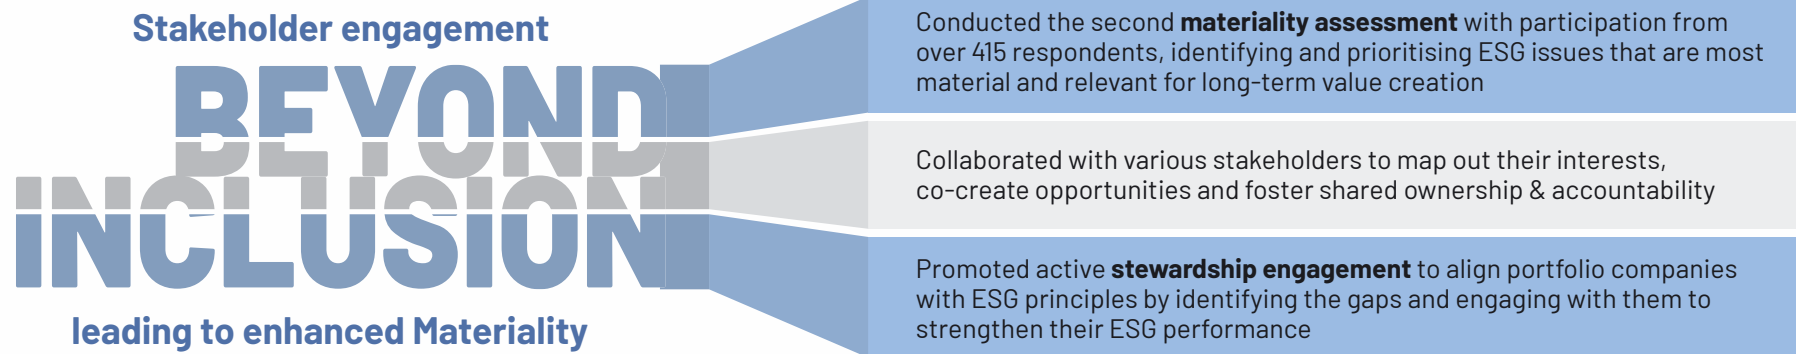 Stakeholder engagement
BEYOND
INCLUSION
leading to enhanced Materiality
Conducted the second materiality assessment with participation from
over 415 respondents, identifying and prioritising ESG issues that are most
material and relevant for long-term value creation
Collaborated with various stakeholders to map out their interests,
co-create opportunities and foster shared ownership & accountability
Promoted active stewardship engagement to align portfolio companies
with ESG principles by identifying the gaps and engaging with them to
strengthen their ESG performance